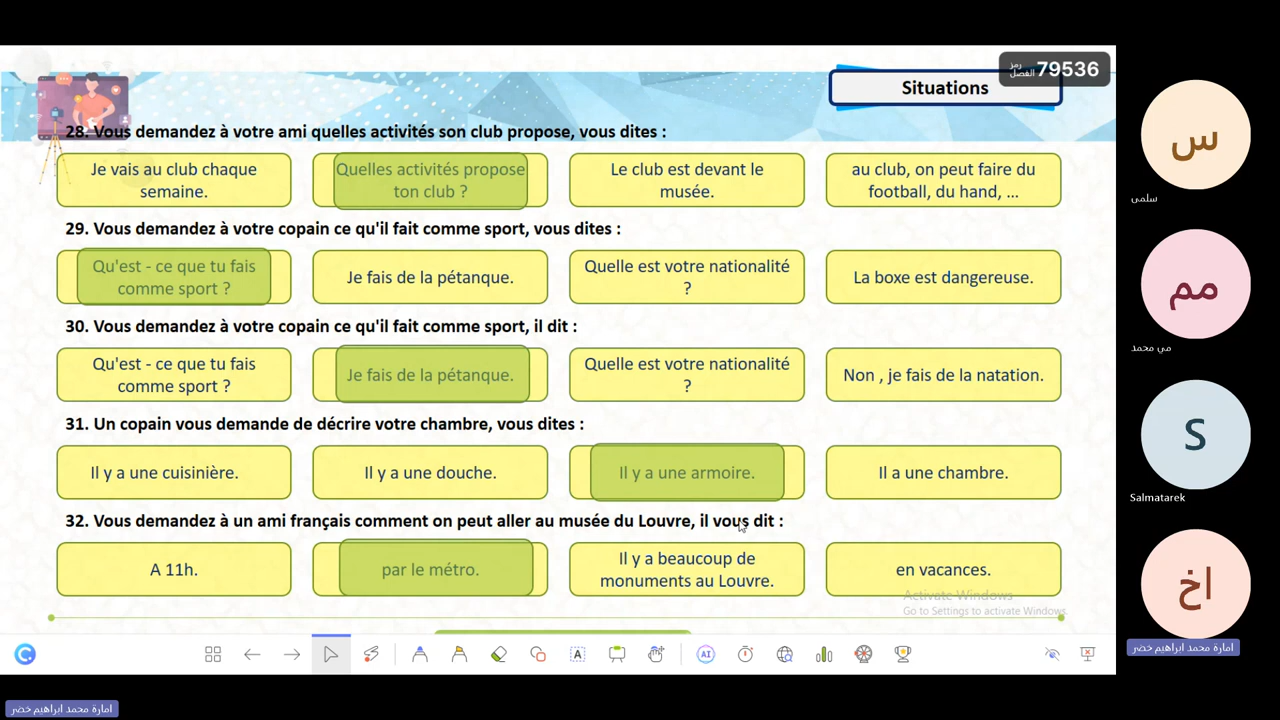 رمز
الفصل
79536
Situations
28. Vous demandez à votre ami quelles activités son club propose, vous dites :
Je vais au club chaque
semaine.
Quelles activités propose
ton club ?
Le club est devant le
musée.
au club, on peut faire du
football, du hand, ...
29. Vous demandez à votre copain ce qu'il fait comme sport, vous dites :
Qu'est - ce que tu fais
comme sport ?
Je fais de la pétanque.
Quelle est votre nationalité
?
La boxe est dangereuse.
30. Vous demandez à votre copain ce qu'il fait comme sport, il dit :
Qu'est - ce que tu fais
comme sport ?
Je fais de la pétanque.
Quelle est votre nationalité
?
Non , je fais de la natation.
31. Un copain vous demande de décrire votre chambre, vous dites :
Il y a une cuisinière.
Il y a une douche.
Il y a une armoire.
Il a une chambre.
32. Vous demandez à un ami français comment on peut aller au musée du Louvre, il vous dit :
A 11h.
par le métro.
Il y a beaucoup de
monuments au Louvre.
en vacances.
Activate Windows
Go to Settings to activate Windows.
A
AI
س
سلمى
مم
مي محمد
S
Salmatarek
اخ
امارة محمد ابراهيم خضر
امارة محمد ابراهيم خضر